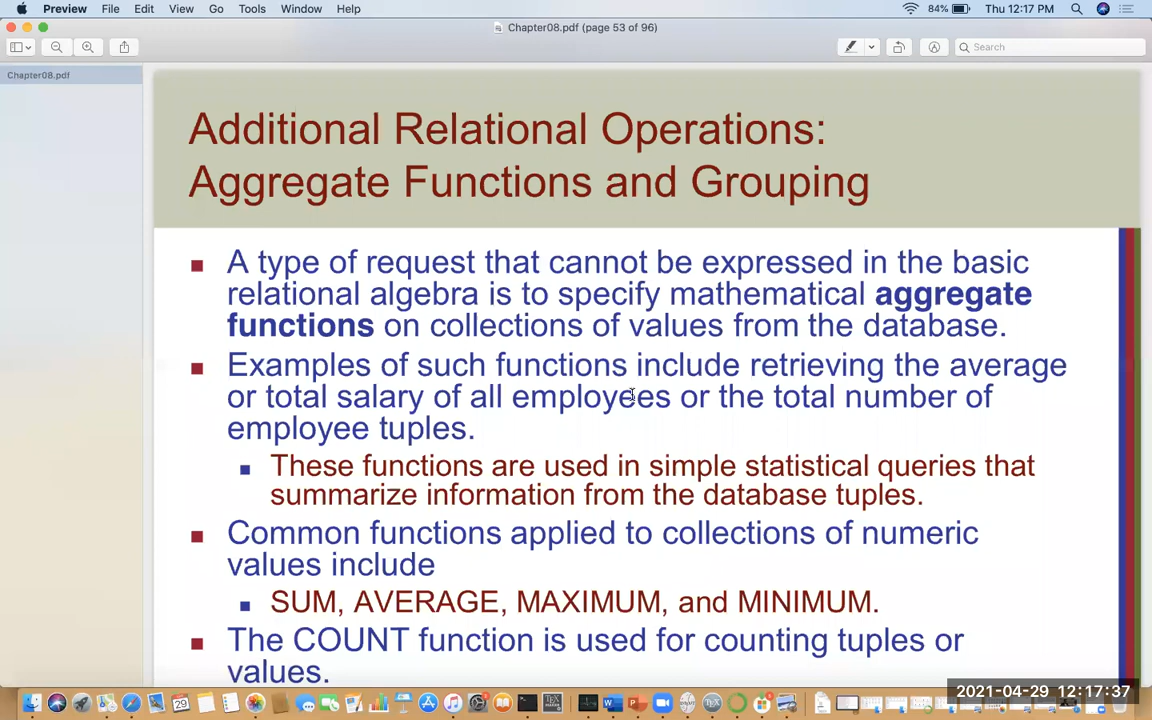 Preview File Edit View Go Tools Window Help 84% Thu 12:17 PM
Chapter08.pdf (page 53 of 96)
Search
Chapter08.pdf
Additional Relational Operations:
Aggregate Functions and Grouping
A type of request that cannot be expressed in the basic
relational algebra is to specify mathematical aggregate
functions on collections of values from the database.
Examples of such functions include retrieving the average
or total salary of all employees or the total number of
employee tuples.
These functions are used in simple statistical queries that
summarize information from the database tuples.
Common functions applied to collections of numeric
values include
SUM, AVERAGE, MAXIMUM, and MINIMUM.
The COUNT function is used for counting tuples or
values.
2021-04-29 12:17:37